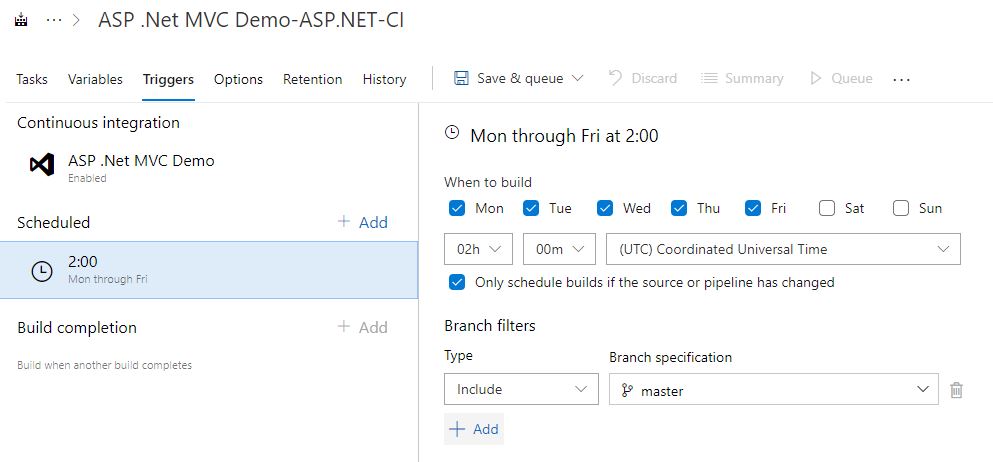 ··· > ASP .Net MVC Demo-ASP.NET-CI
Tasks Variables Triggers Options Retention History Save & queue Discard Summary Queue ···
Continuous integration
ASP .Net MVC Demo
Enabled
Scheduled + Add
2:00
Mon through Fri
Build completion + Add
Build when another build completes
Mon through Fri at 2:00
When to build
Mon Tue Wed Thu Fri Sat Sun
02h 00m (UTC) Coordinated Universal Time
Only schedule builds if the source or pipeline has changed
Branch filters
Type Branch specification
Include master
+ Add